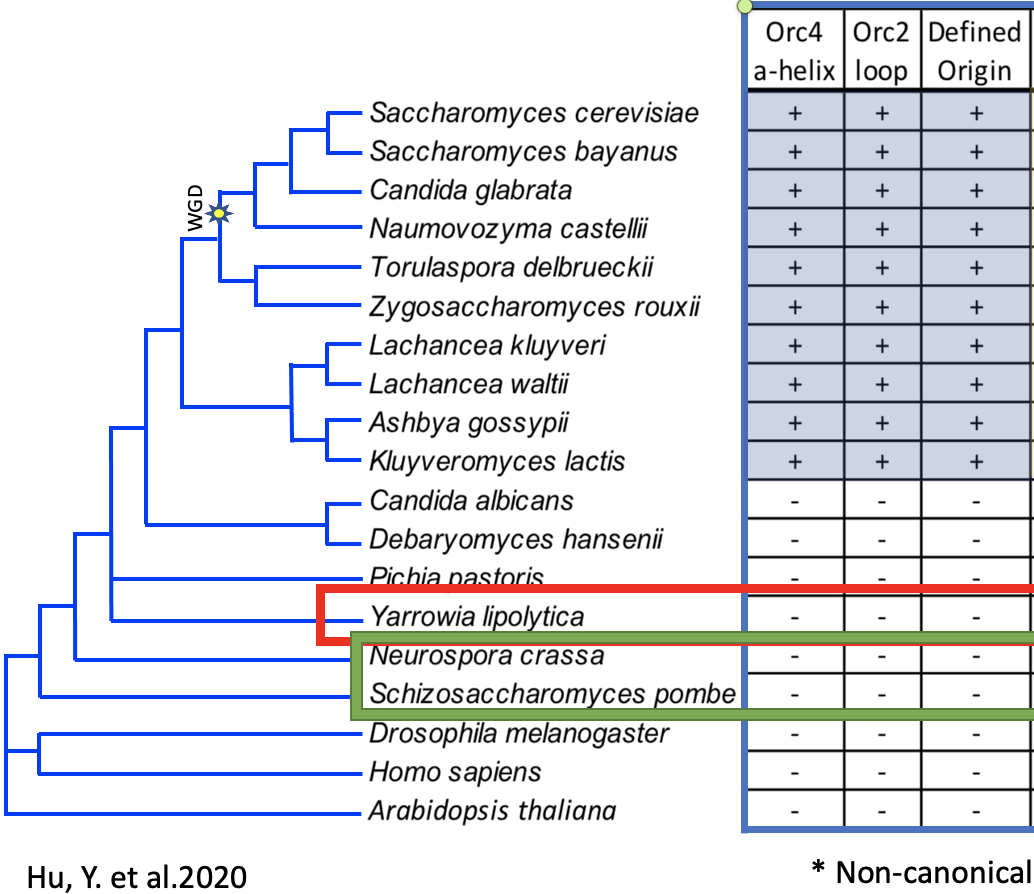 Orc4 a-helix Orc2 loop Defined Origin
WGD
Saccharomyces cerevisiae + + +
Saccharomyces bayanus + + +
Candida glabrata + + +
Naumovozyma castellii + + +
Torulaspora delbrueckii + + +
Zygosaccharomyces rouxii + + +
Lachancea kluyveri + + +
Lachancea waltii + + +
Ashbya gossypii + + +
Kluyveromyces lactis + + +
Candida albicans - - -
Debaryomyces hansenii - - -
Pichia pastoris - - -
Yarrowia lipolytica - - -
Neurospora crassa - - -
Schizosaccharomyces pombe - - -
Drosophila melanogaster - - -
Homo sapiens - - -
Arabidopsis thaliana - - -
Hu, Y. et al.2020
* Non-canonical